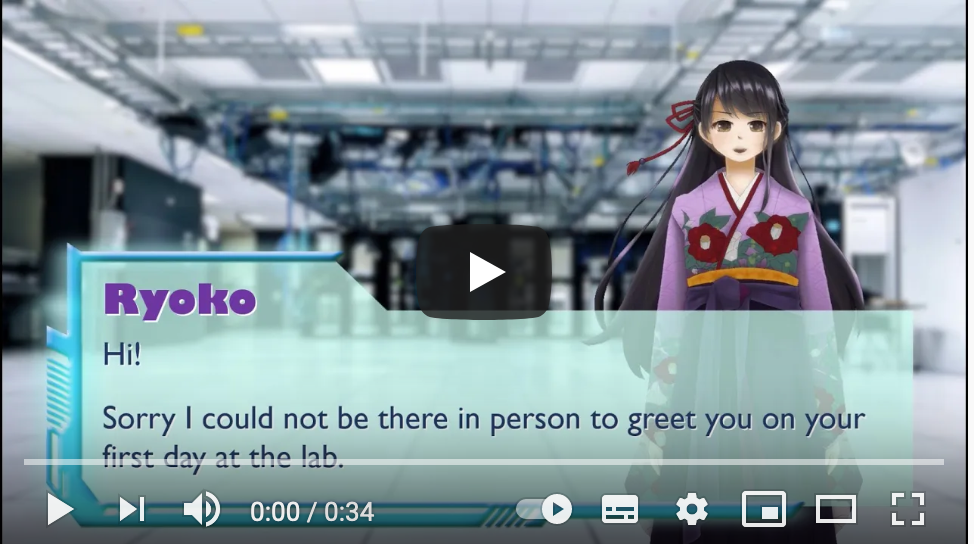 Ryoko
Hi!
Sorry I could not be there in person to greet you on your
first day at the lab.
0:00 / 0:34